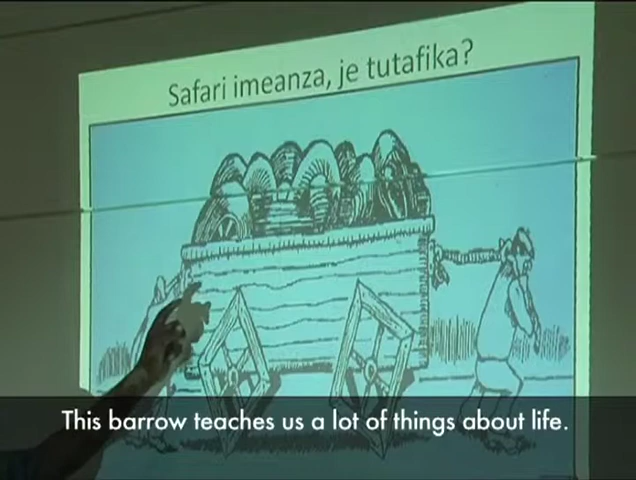 Safari imeanza, je tutafika?
This barrow teaches us a lot of things about life.